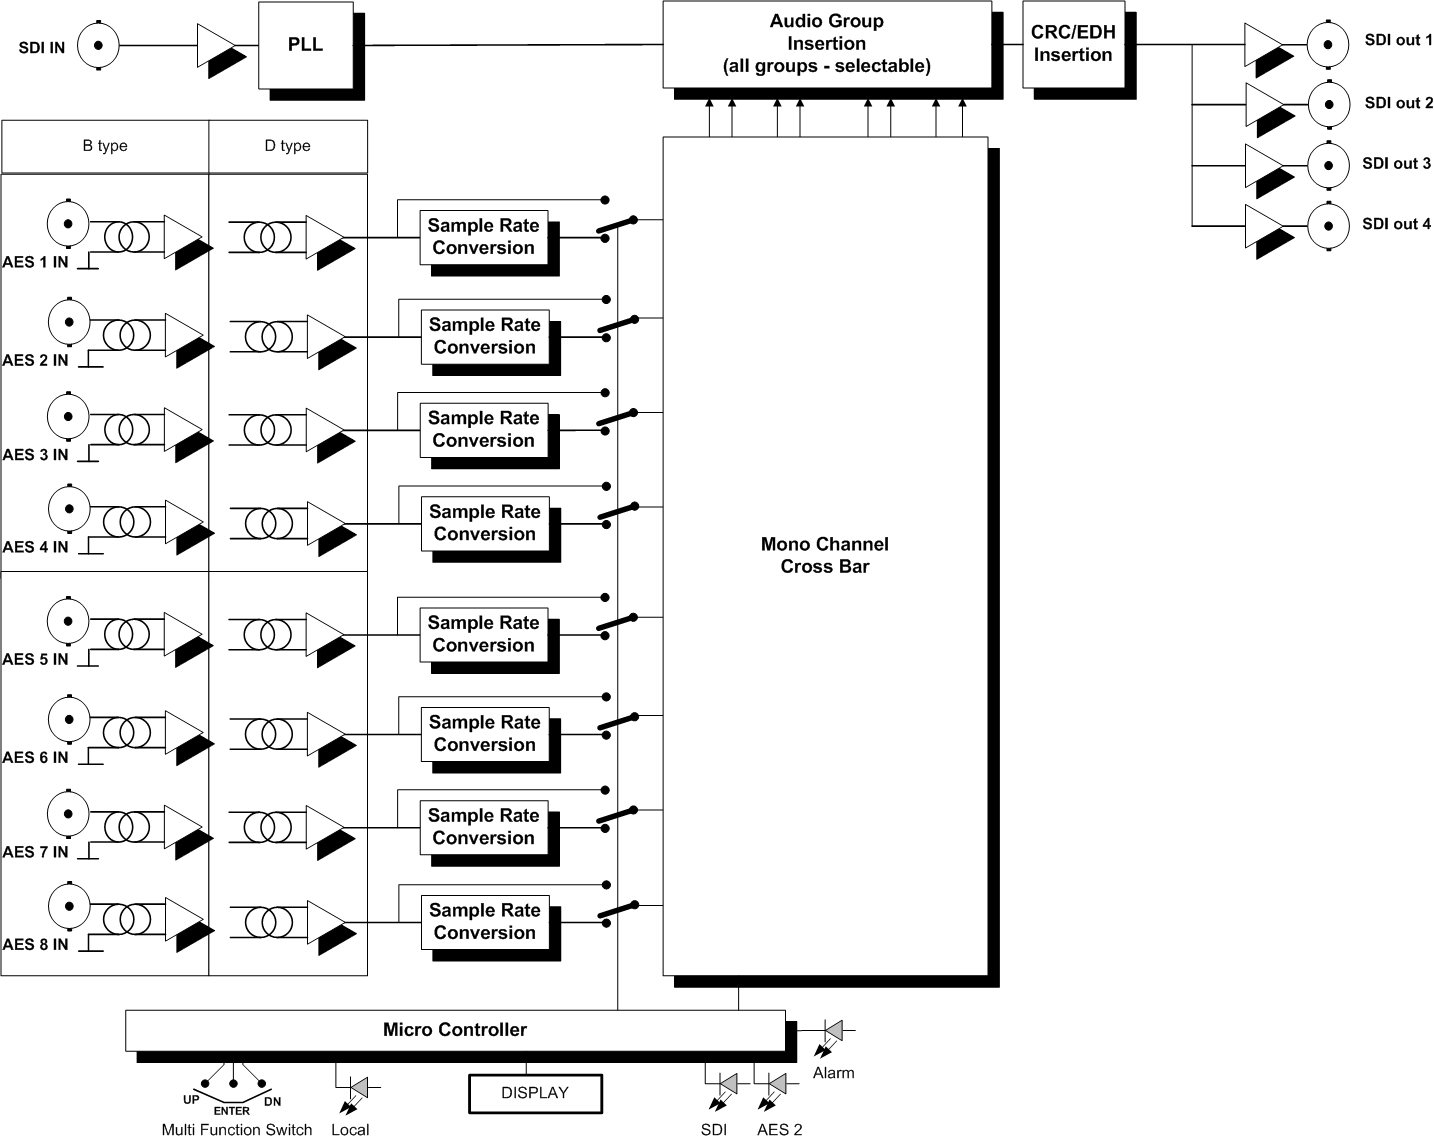 SDI IN
PLL
Audio Group
Insertion
(all groups - selectable)
CRC/EDH
Insertion
SDI out 1
SDI out 2
SDI out 3
SDI out 4
B type
D type
AES 1 IN
Sample Rate
Conversion
AES 2 IN
Sample Rate
Conversion
AES 3 IN
Sample Rate
Conversion
AES 4 IN
Sample Rate
Conversion
Mono Channel
Cross Bar
AES 5 IN
Sample Rate
Conversion
AES 6 IN
Sample Rate
Conversion
AES 7 IN
Sample Rate
Conversion
AES 8 IN
Sample Rate
Conversion
Micro Controller
Alarm
UP
ENTER
DN
DISPLAY
Multi Function Switch
Local
SDI
AES 2